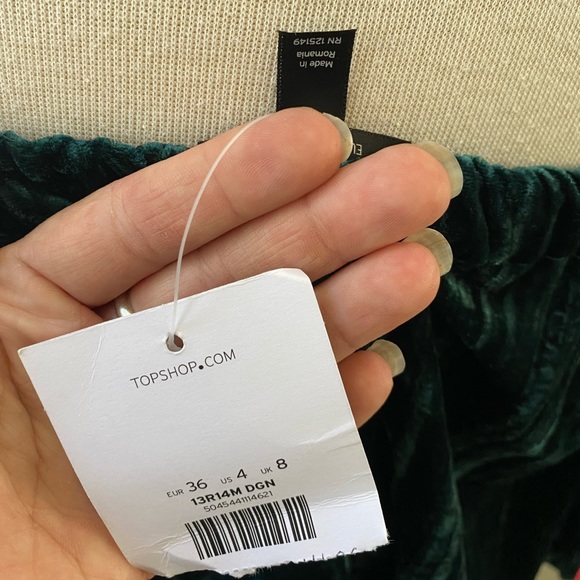 RN 125149
Romania
Made in
TOPSHOP.COM
EUR 36 US 4 UK 8
13R14M DGN
5045441114621